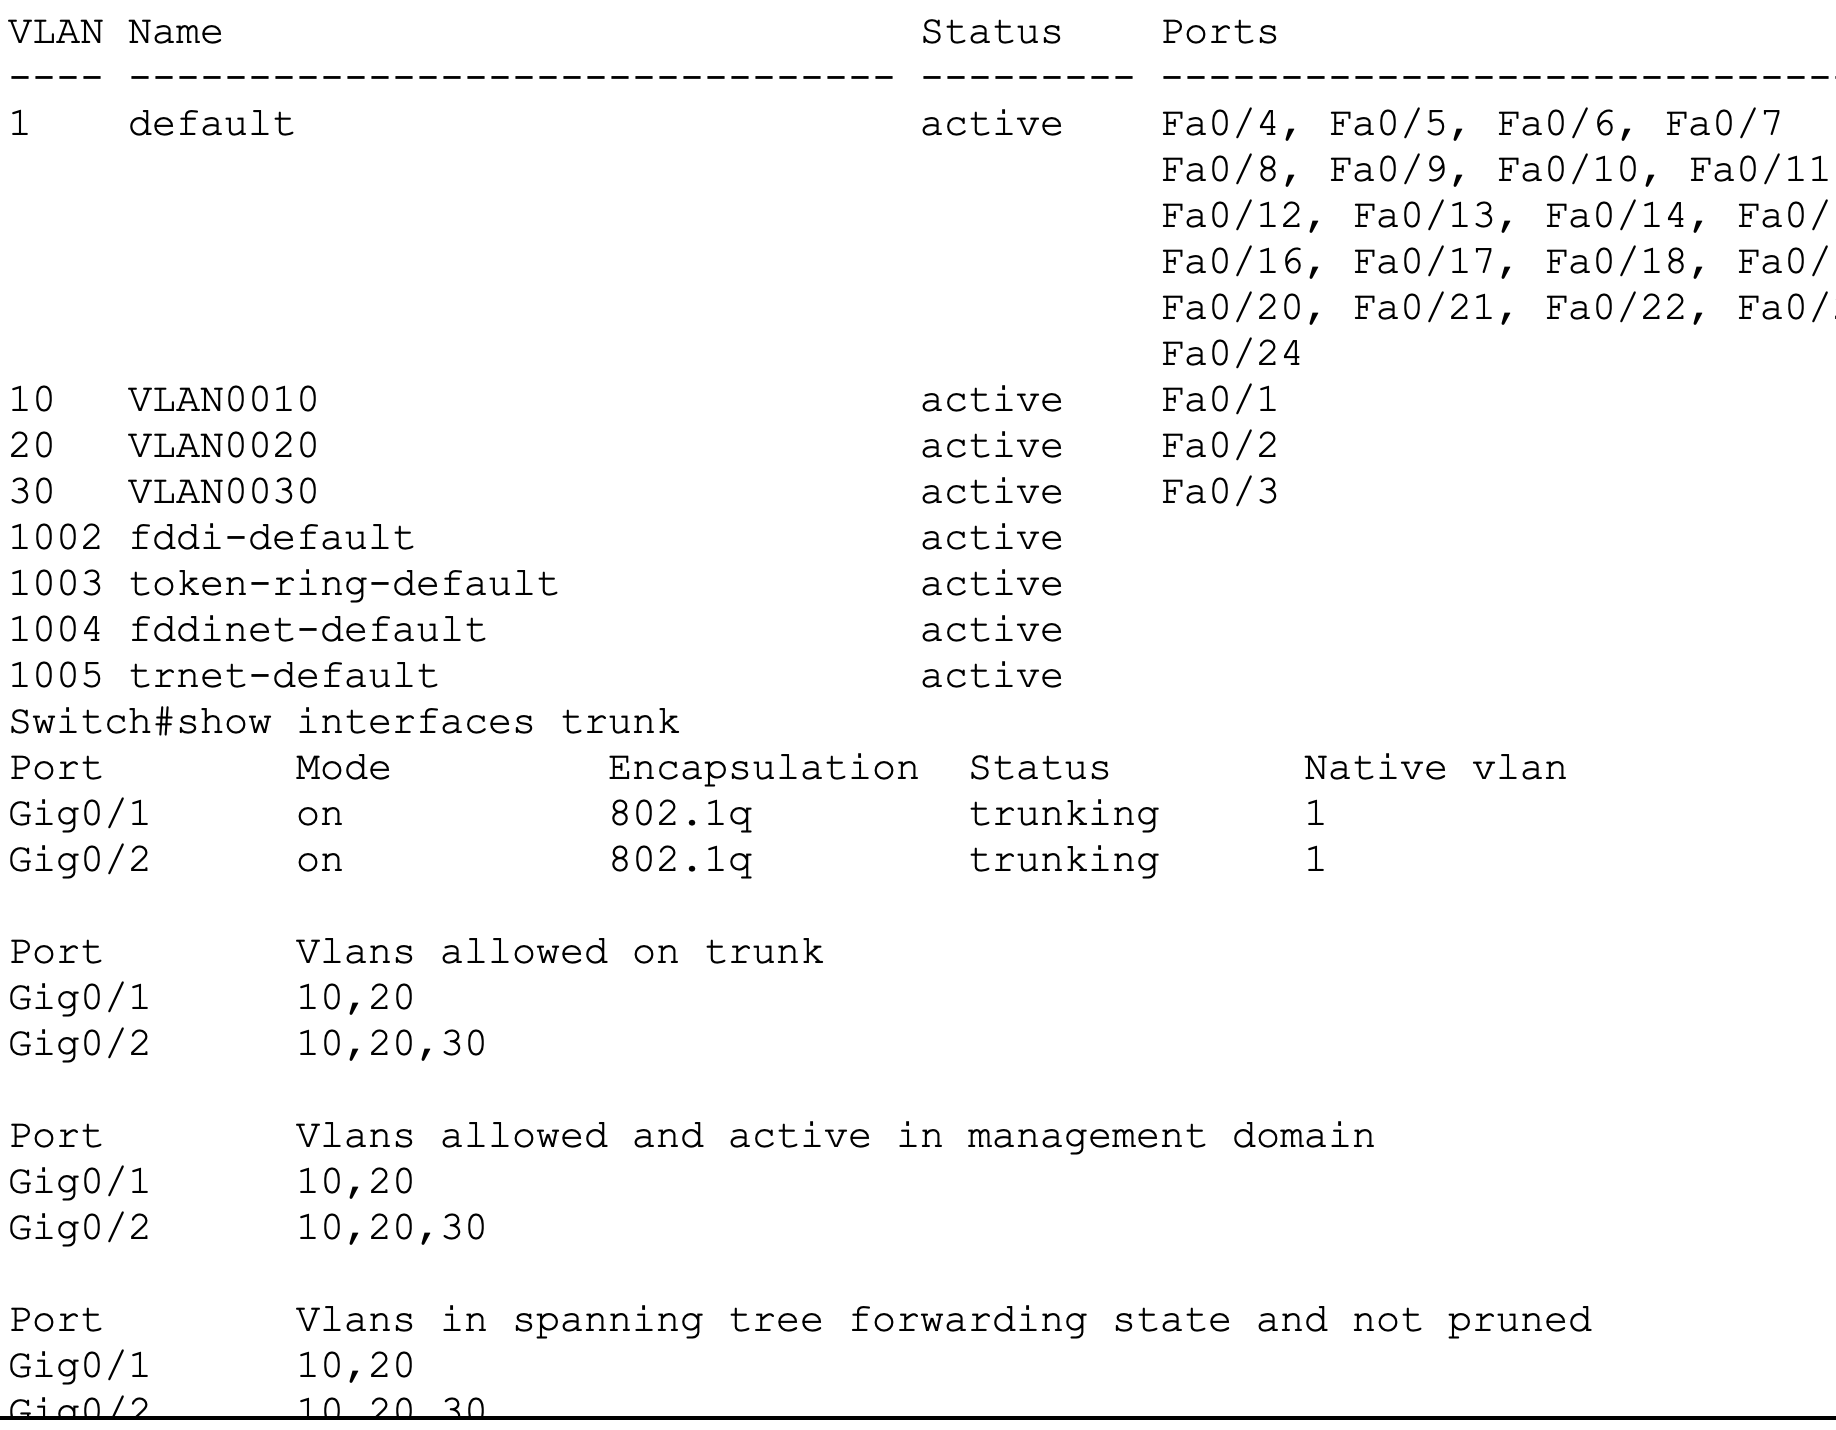 VLAN Name                             Status    Ports
---- -------------------------------- --------- -----------------------------
1    default                          active    Fa0/4, Fa0/5, Fa0/6, Fa0/7
                                                Fa0/8, Fa0/9, Fa0/10, Fa0/11
                                                Fa0/12, Fa0/13, Fa0/14, Fa0/
                                                Fa0/16, Fa0/17, Fa0/18, Fa0/
                                                Fa0/20, Fa0/21, Fa0/22, Fa0/
                                                Fa0/24
10   VLAN0010                         active    Fa0/1
20   VLAN0020                         active    Fa0/2
30   VLAN0030                         active    Fa0/3
1002 fddi-default                     active
1003 token-ring-default               active
1004 fddinet-default                  active
1005 trnet-default                    active
Switch#show interfaces trunk
Port        Mode         Encapsulation  Status        Native vlan
Gig0/1      on           802.1q         trunking      1
Gig0/2      on           802.1q         trunking      1

Port        Vlans allowed on trunk
Gig0/1      10,20
Gig0/2      10,20,30

Port        Vlans allowed and active in management domain
Gig0/1      10,20
Gig0/2      10,20,30

Port        Vlans in spanning tree forwarding state and not pruned
Gig0/1      10,20
Gig0/2      10,20,30